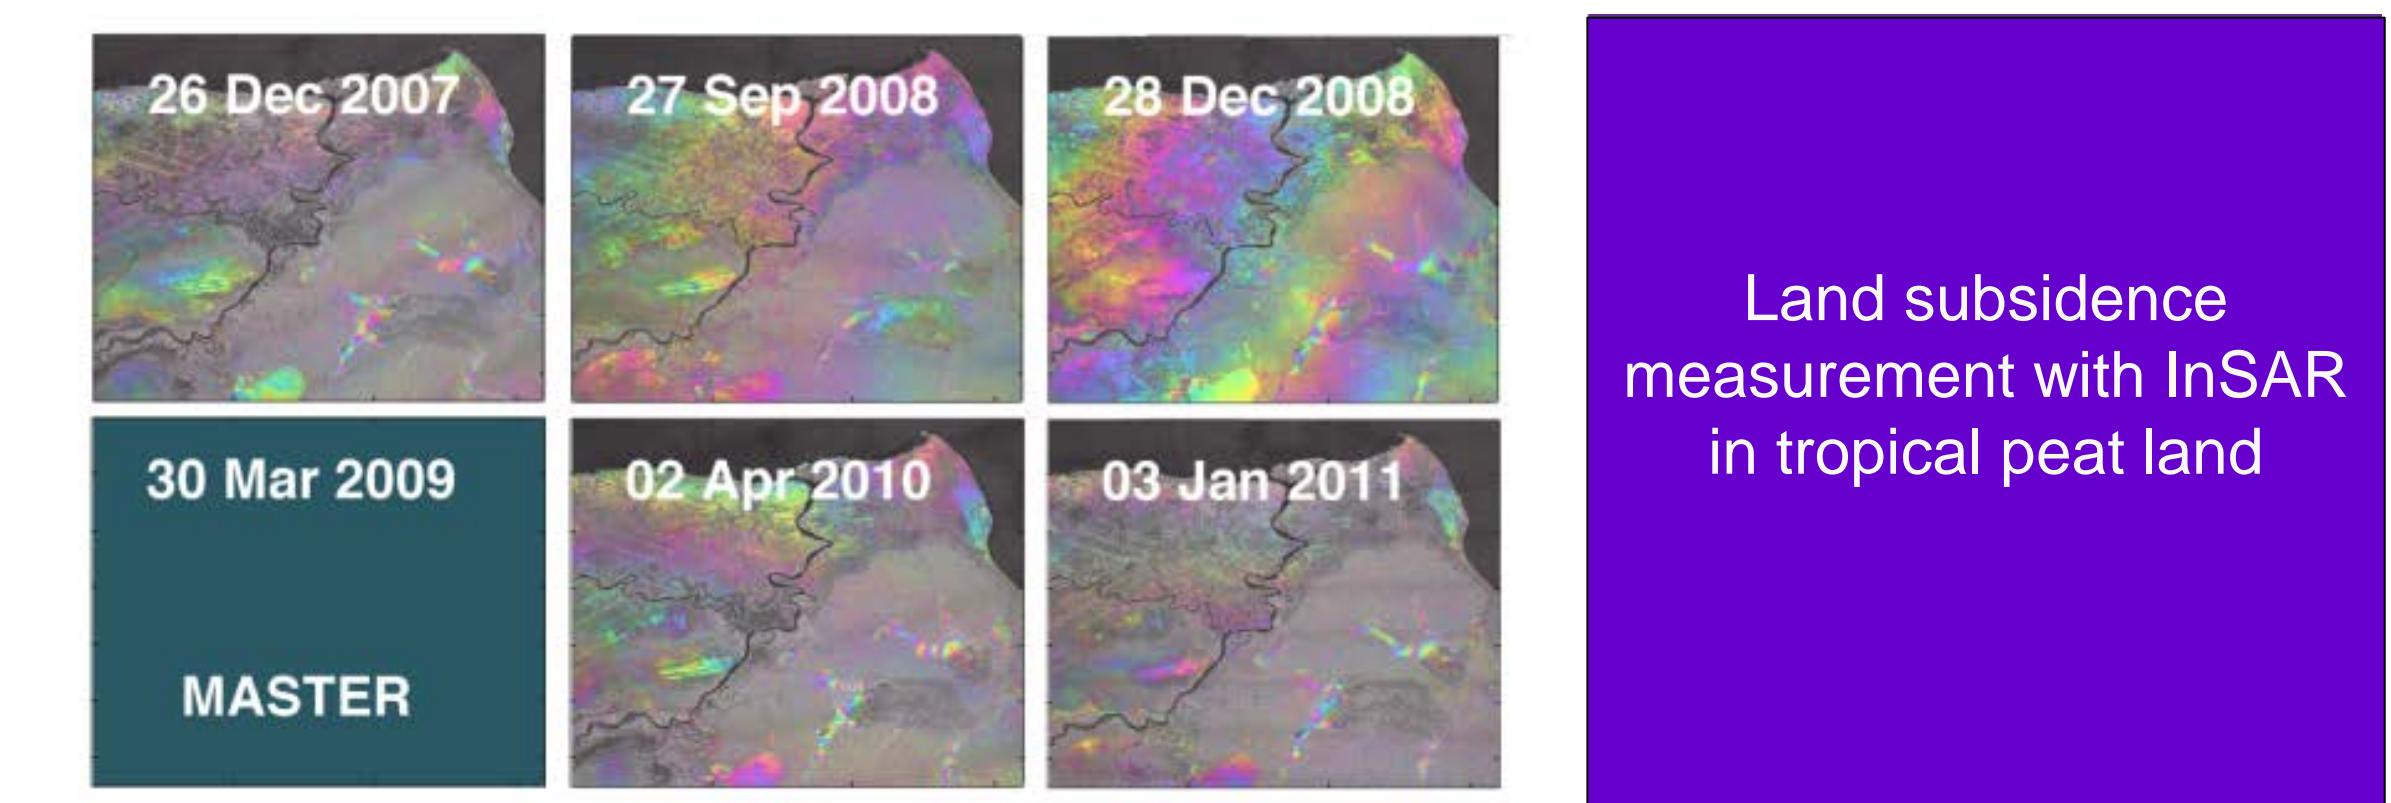 26 Dec 2007
27 Sep 2008
28 Dec 2008
30 Mar 2009
MASTER
02 Apr 2010
03 Jan 2011
Land subsidence
measurement with InSAR
in tropical peat land